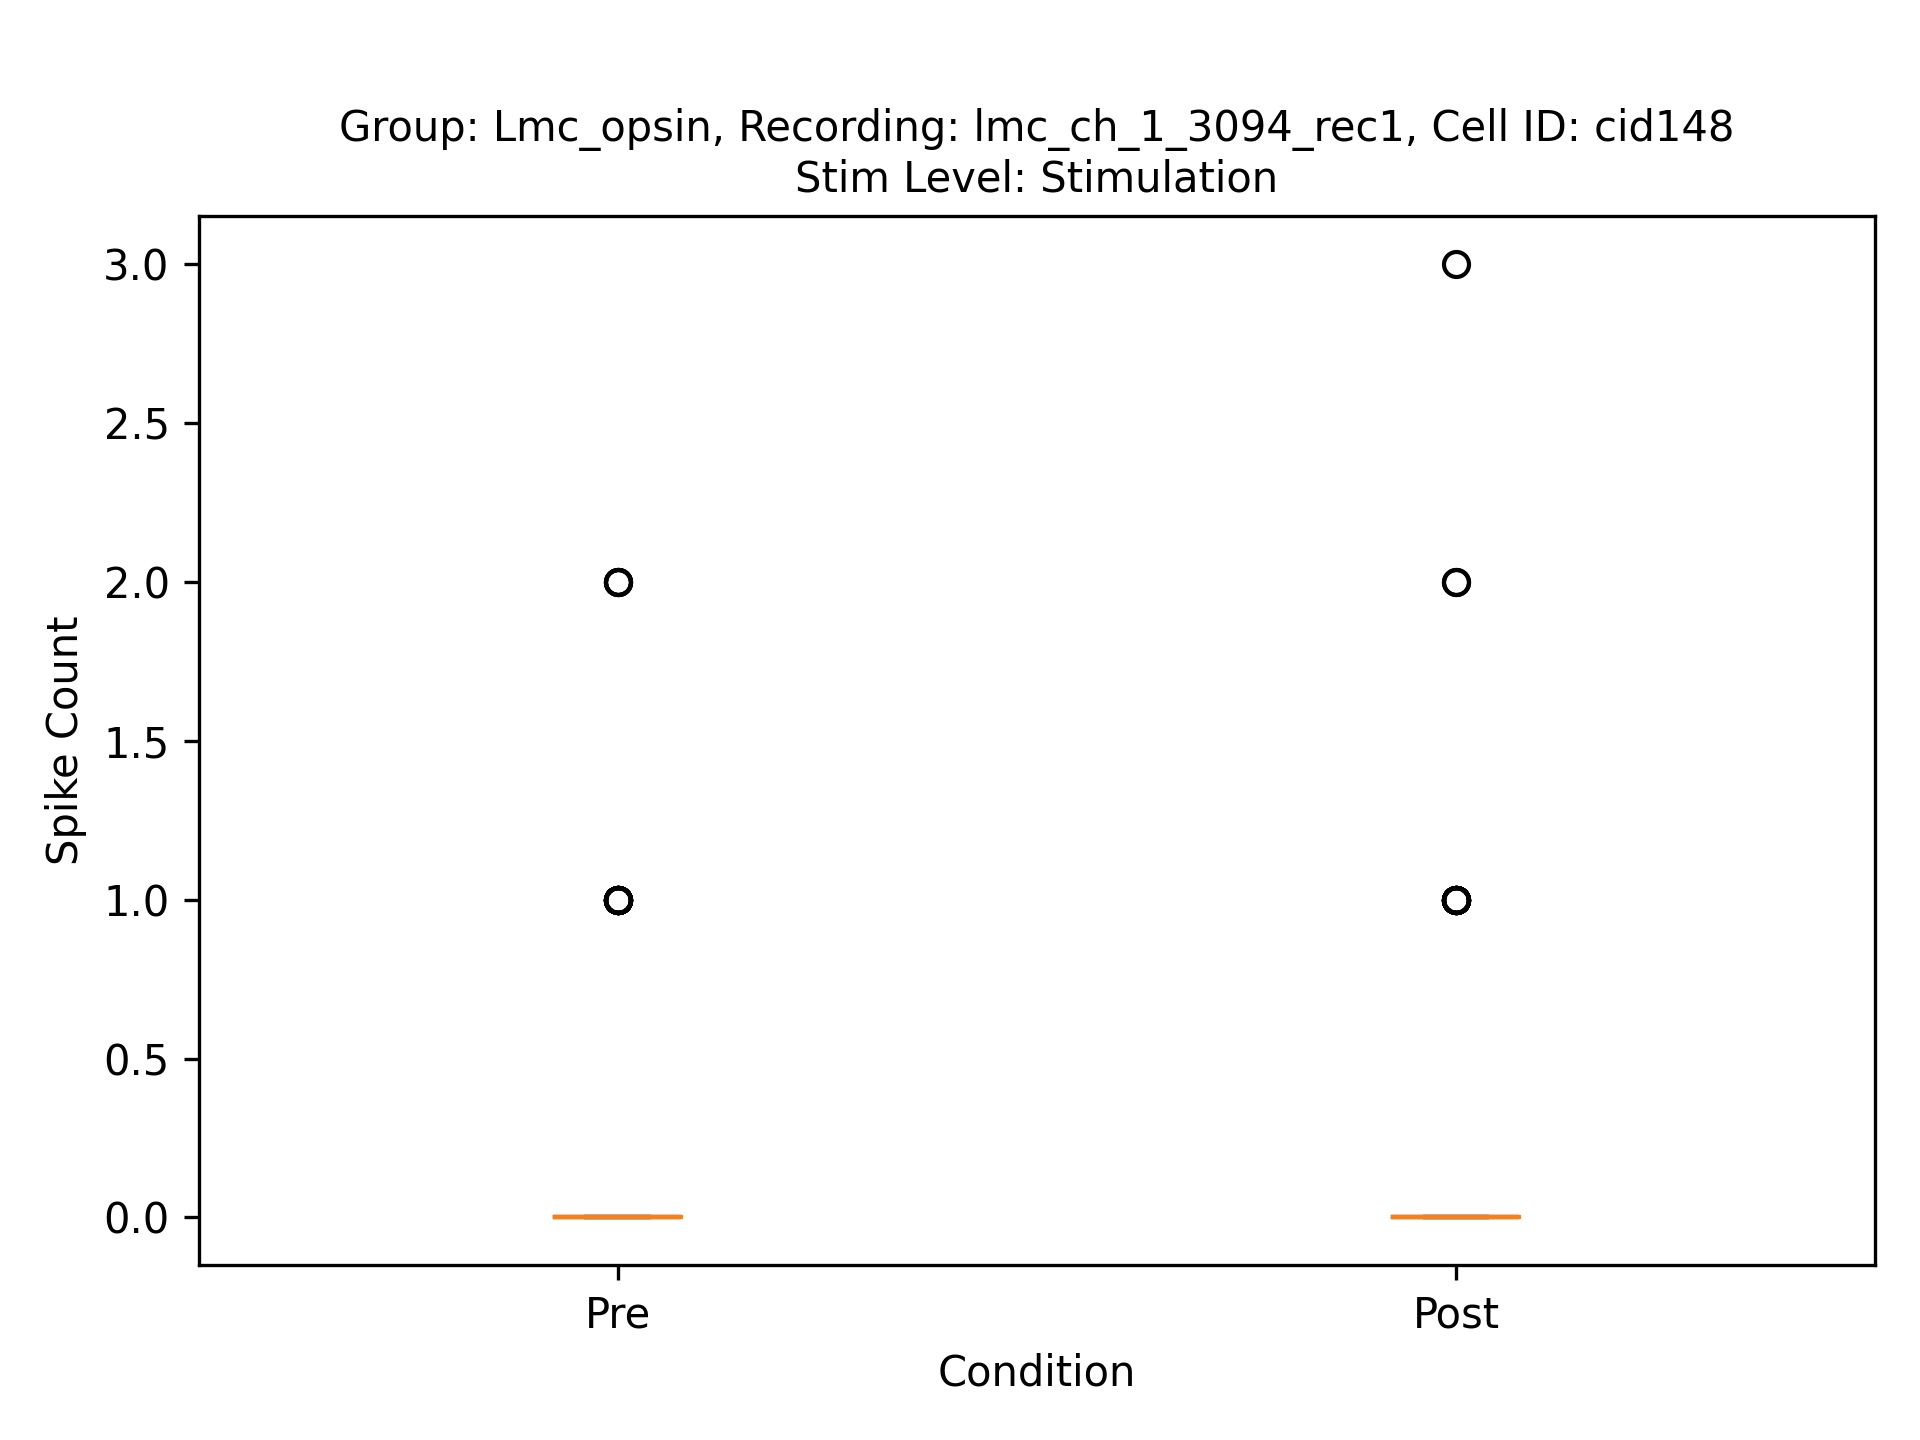 Group: Lmc_opsin, Recording: lmc_ch_1_3094_rec1, Cell ID: cid148
Stim Level: Stimulation
3.0
2.5
2.0
1.5
1.0
0.5
0.0
Spike Count
Pre
Post
Condition